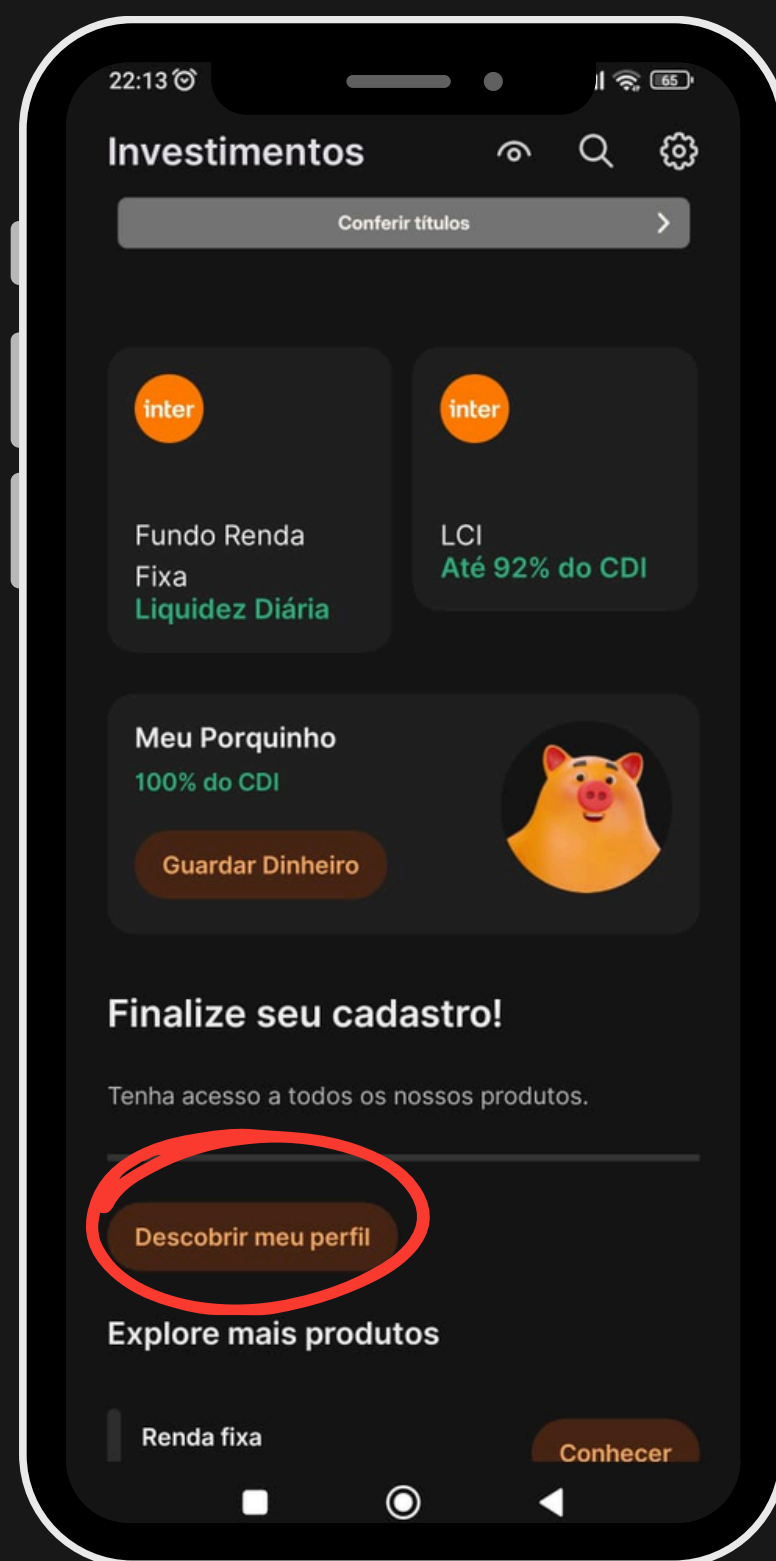 22:13
65
Investimentos
Conferir títulos
inter
Fundo Renda
Fixa
Liquidez Diária
inter
LCI
Até 92% do CDI
Meu Porquinho
100% do CDI
Guardar Dinheiro
Finalize seu cadastro!
Tenha acesso a todos os nossos produtos.
Descobrir meu perfil
Explore mais produtos
Renda fixa
Conhecer